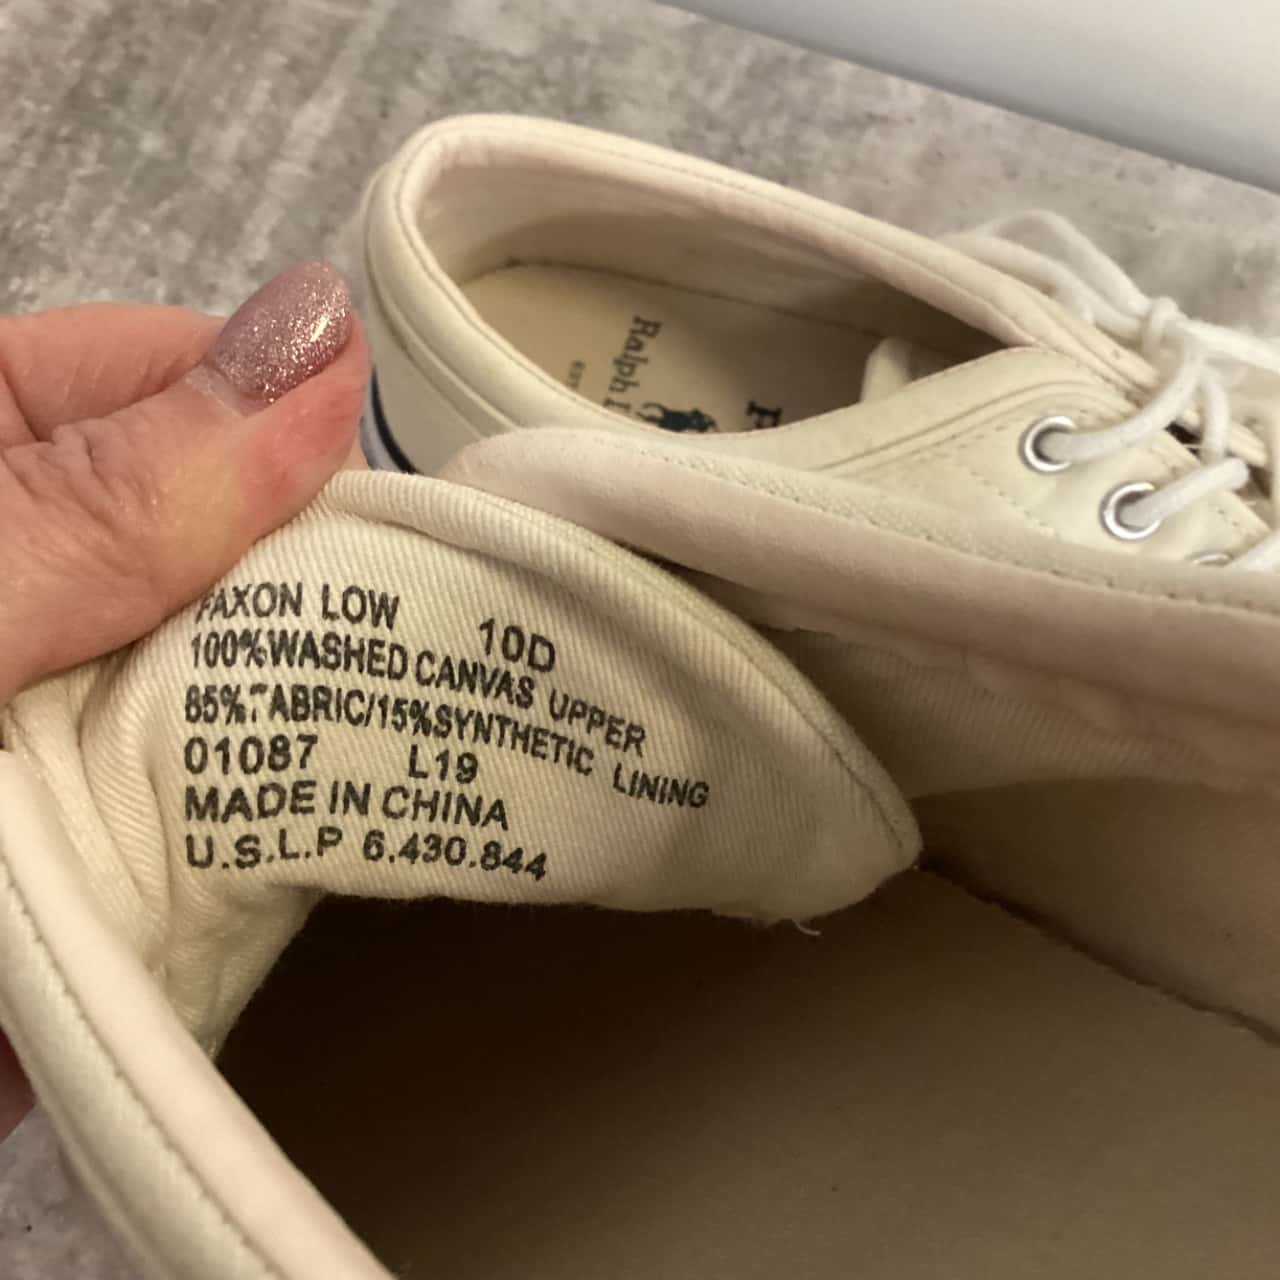 Ralph
FAXON LOW 10D
100%WASHED CANVAS UPPER
85%FABRIC/15%SYNTHETIC LINING
01087 L19
MADE IN CHINA
U.S.L.P 6.430.844